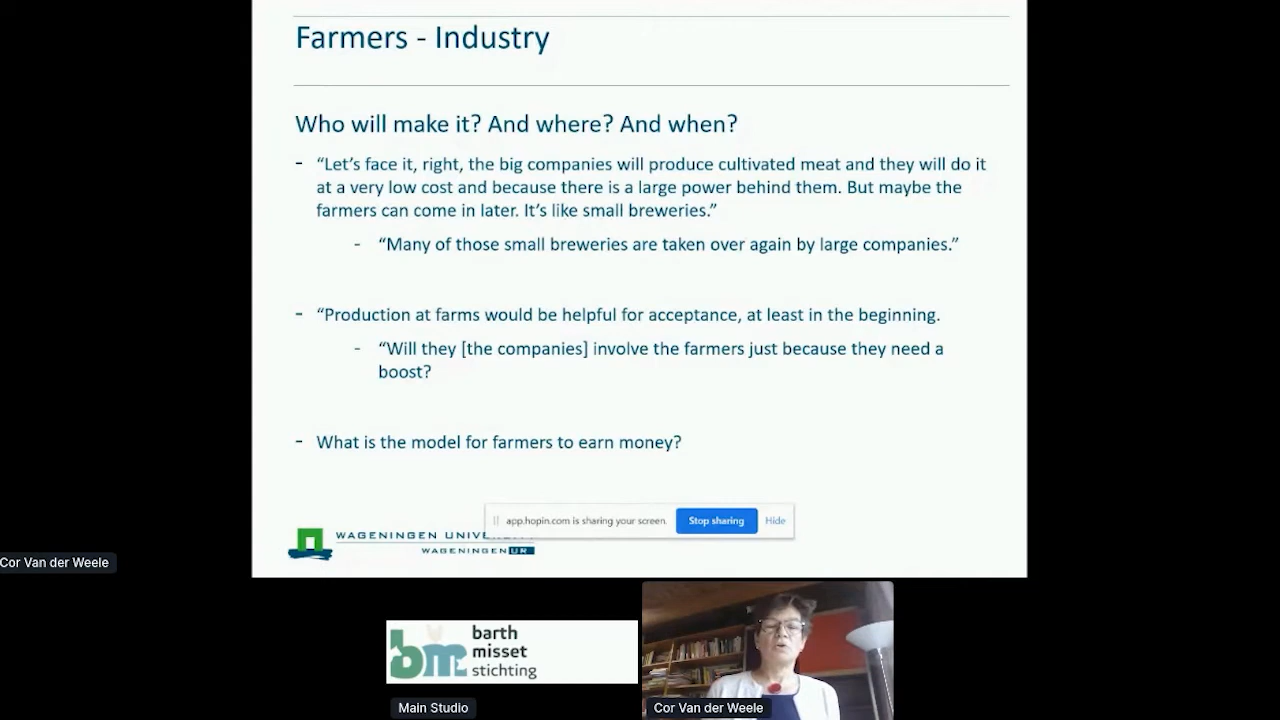 Farmers - Industry
Who will make it? And where? And when?
- “Let’s face it, right, the big companies will produce cultivated meat and they will do it
at a very low cost and because there is a large power behind them. But maybe the
farmers can come in later. It’s like small breweries.”
- “Many of those small breweries are taken over again by large companies.”
- “Production at farms would be helpful for acceptance, at least in the beginning.
- “Will they [the companies] involve the farmers just because they need a
boost?
- What is the model for farmers to earn money?
app.hopin.com is sharing your screen.
Stop sharing
Hide
WAGENINGEN
WAGENINGEN UR
Cor Van der Weele
bm
barth
misset
stichting
Main Studio
Cor Van der Weele